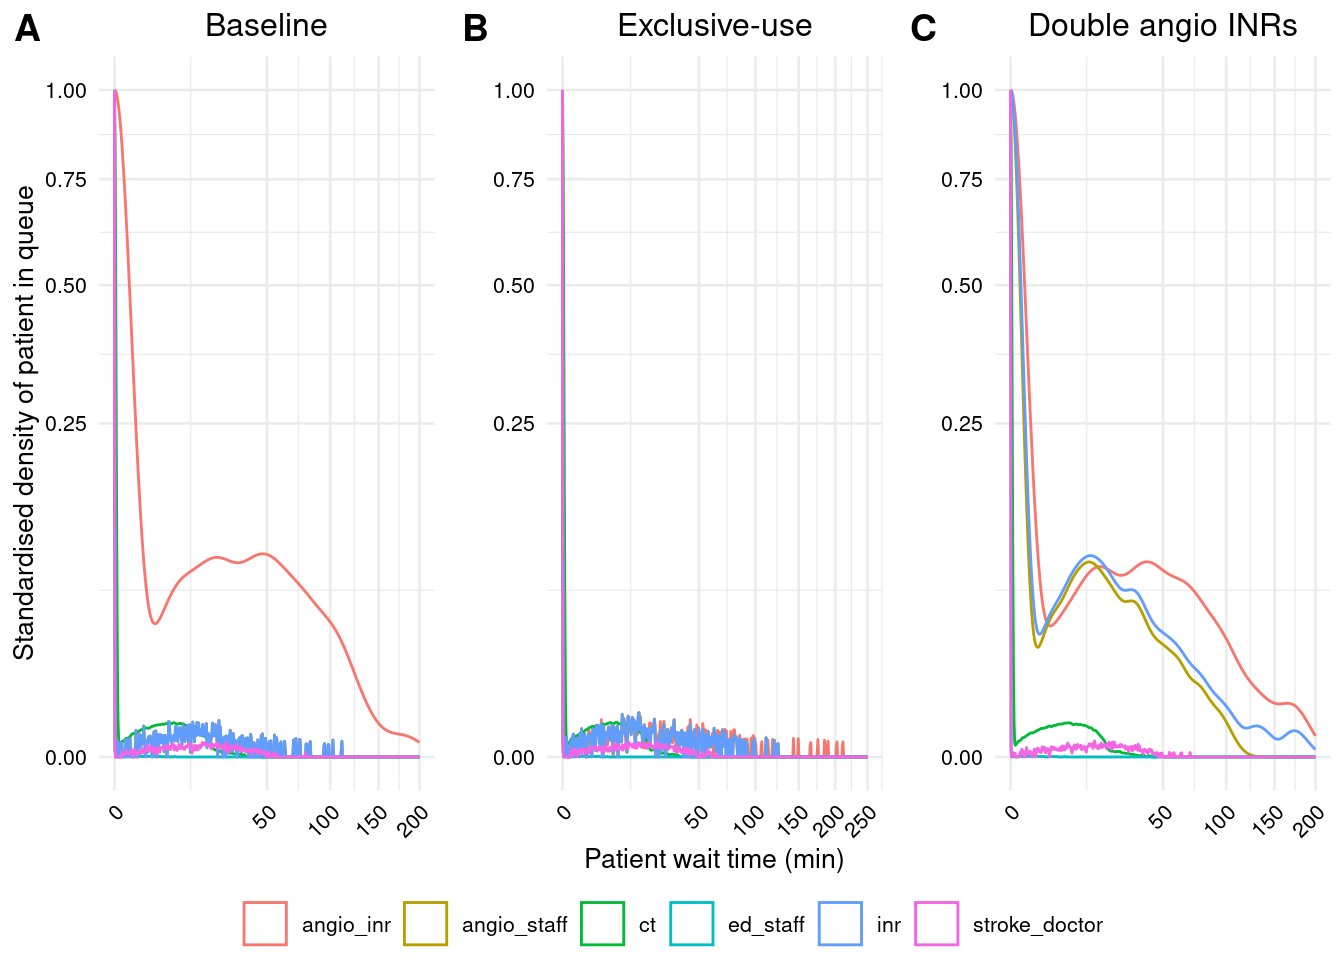 A Baseline
B Exclusive-use
C Double angio INRs
Standardised density of patient in queue
1.00
0.75
0.50
0.25
0.00
0 50 100 150 200
1.00
0.75
0.50
0.25
0.00
0 50 100 150 200 250
1.00
0.75
0.50
0.25
0.00
0 50 100 150 200
Patient wait time (min)
angio_inr angio_staff ct ed_staff inr stroke_doctor